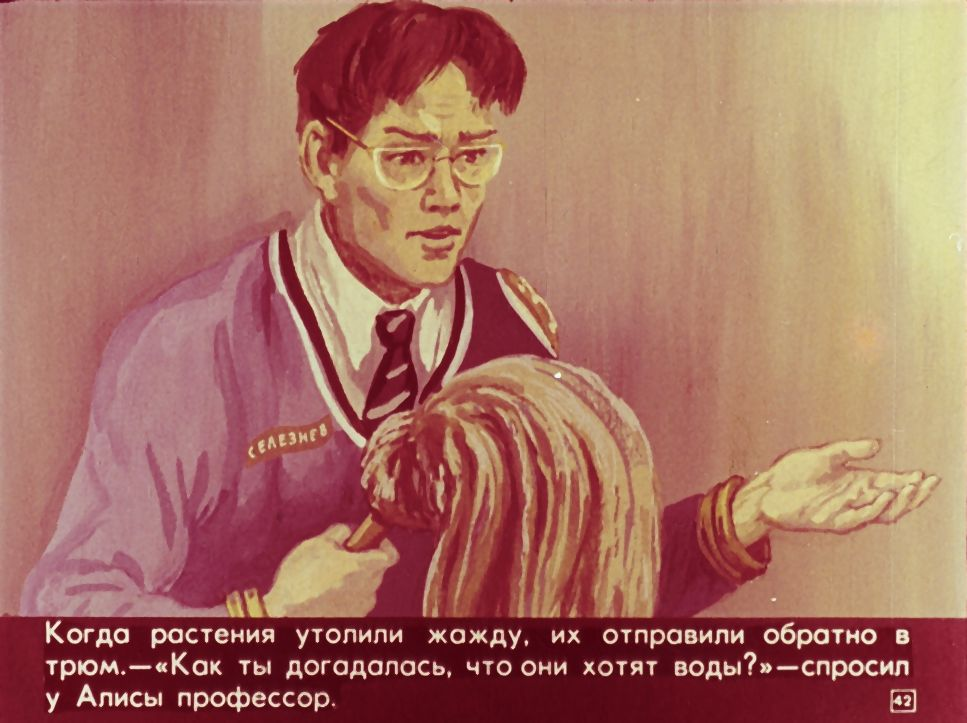 СЕЛЕЗНЕВ
Когда растения утолили жажду, их отправили обратно в
трюм.—«Как ты догадалась, что они хотят воды?»—спросил
у Алисы профессор.
42